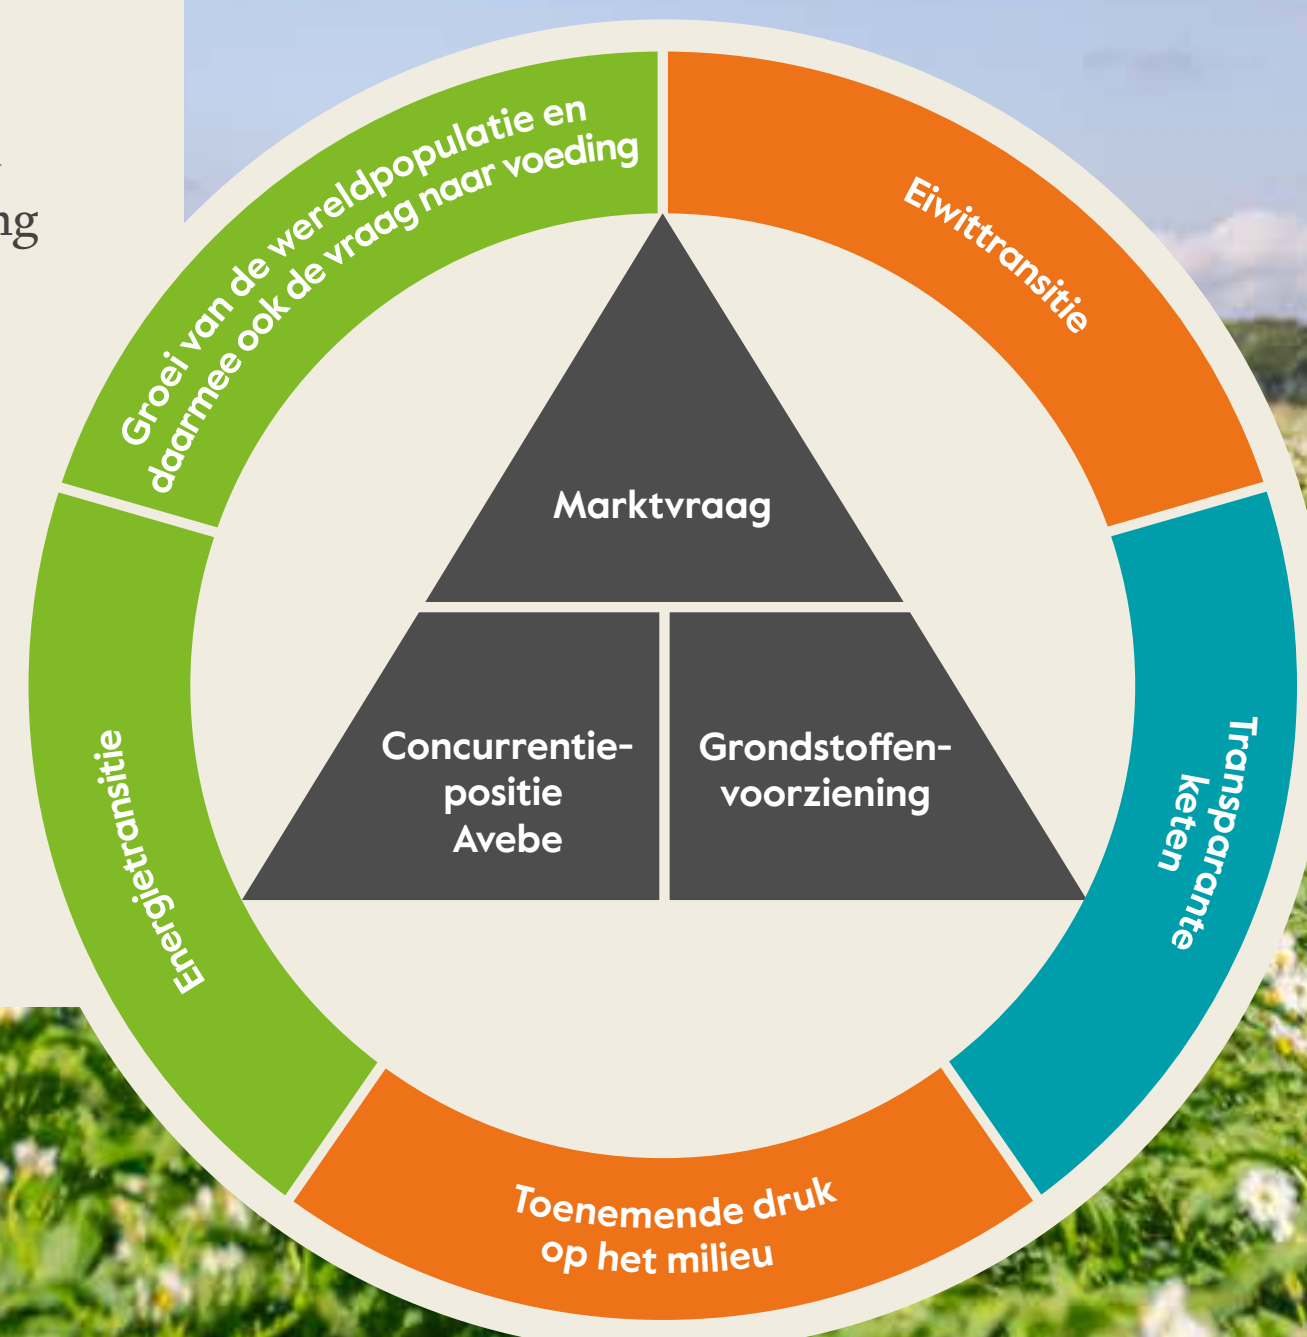 Groei van de wereldpopulatie en
daarmee ook de vraag naar voeding
Eiwittransitie
Marktvraag
Concurrentie-
positie
Avebe
Grondstoffen-
voorziening
Transparante
keten
Energietransitie
Toenemende druk
op het milieu